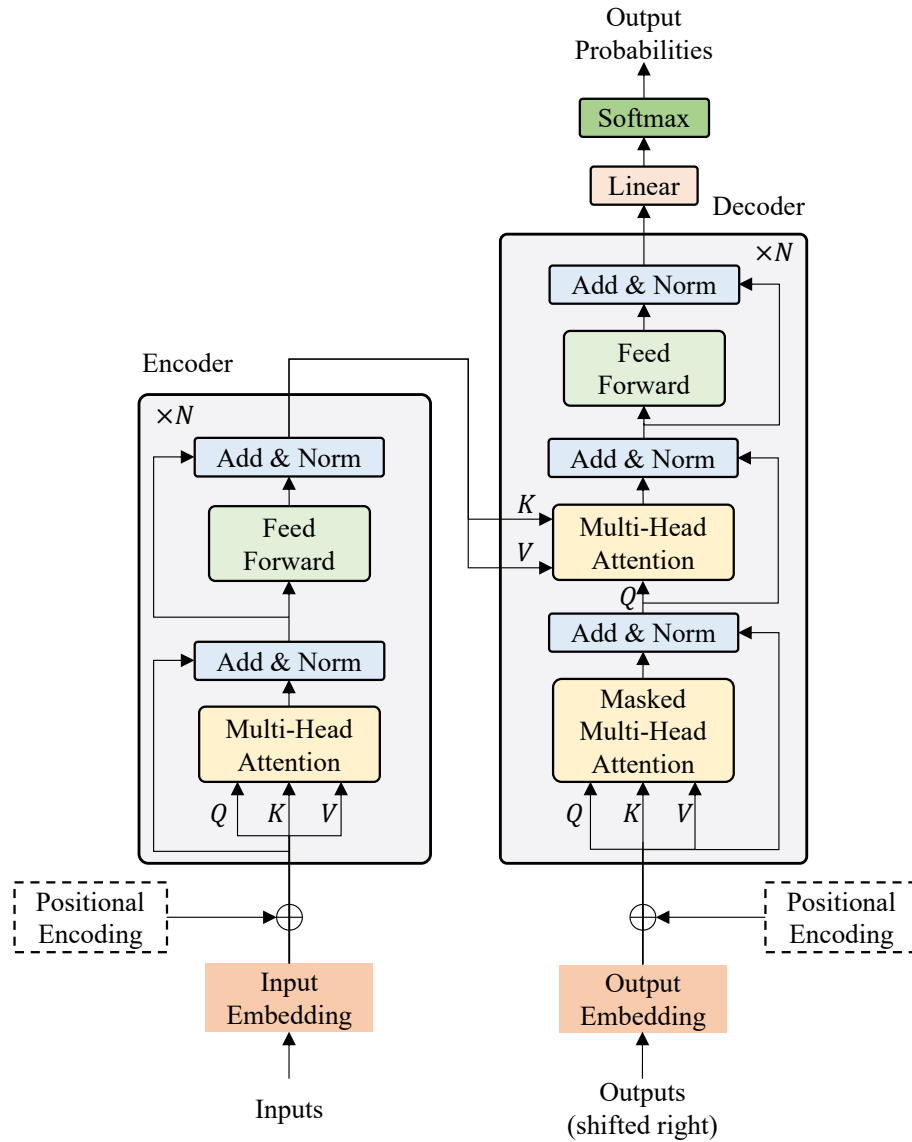 Output
Probabilities
Softmax
Linear
Decoder
×N
Add & Norm
Feed
Forward
Add & Norm
K
V
Multi-Head
Attention
Q
Add & Norm
Masked
Multi-Head
Attention
Q
K
V
Positional
Encoding
Output
Embedding
Outputs
(shifted right)
Encoder
×N
Add & Norm
Feed
Forward
Add & Norm
Multi-Head
Attention
Q
K
V
Positional
Encoding
Input
Embedding
Inputs